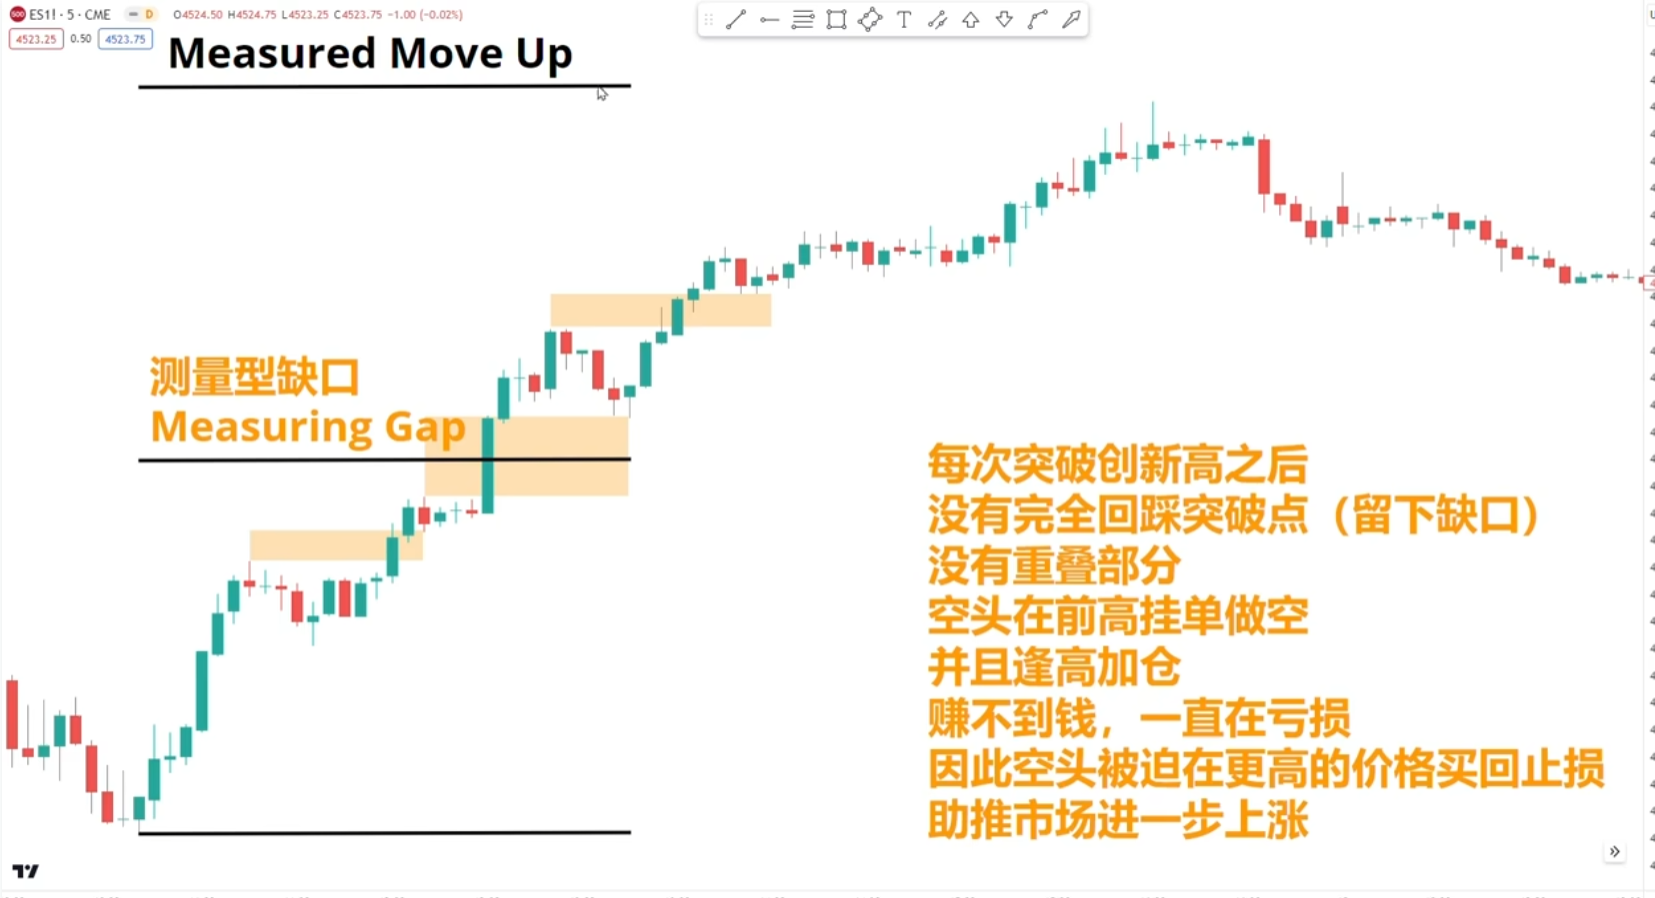 ES1! · 5 · CME D O4524.50 H4524.75 L4523.25 C4523.75 −1.00 (−0.02%)
4523.25 0.50 4523.75
Measured Move Up
测量型缺口
Measuring Gap
每次突破创新高之后
没有完全回踩突破点（留下缺口）
没有重叠部分
空头在前高挂单做空
并且逢高加仓
赚不到钱，一直在亏损
因此空头被迫在更高的价格买回止损
助推市场进一步上涨